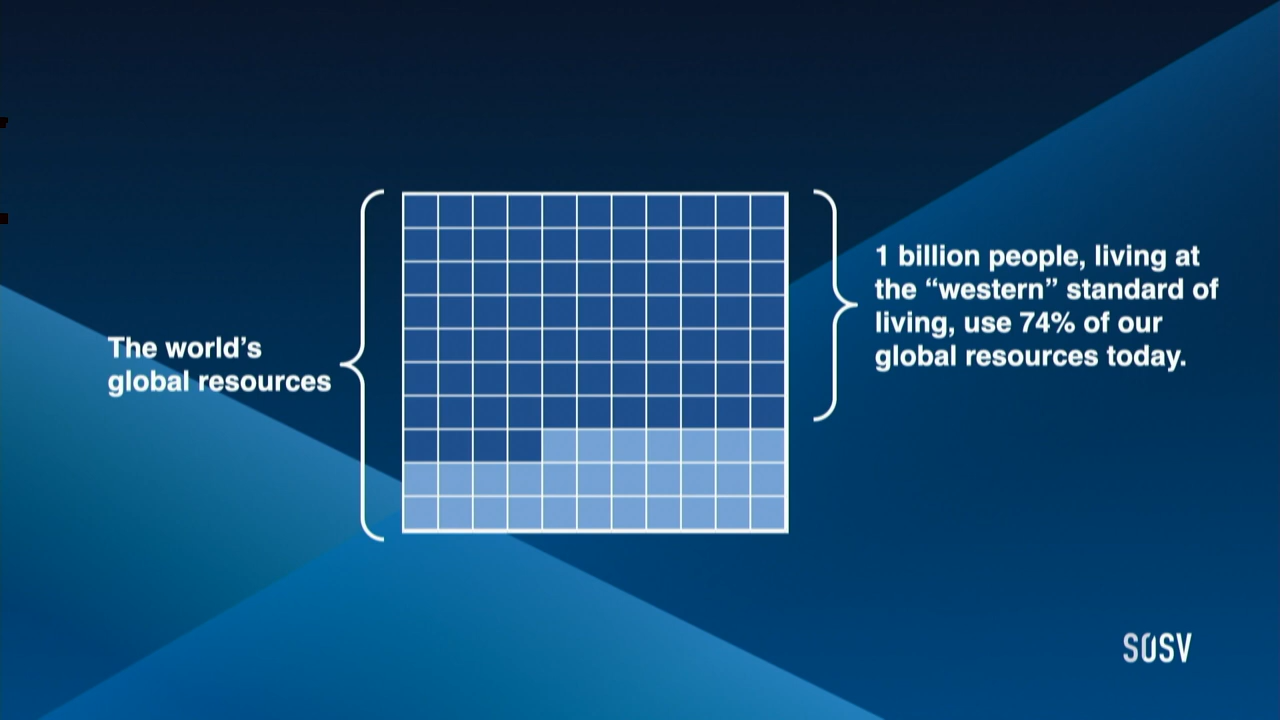 The world’s
global resources
1 billion people, living at
the “western” standard of
living, use 74% of our
global resources today.
SOSV